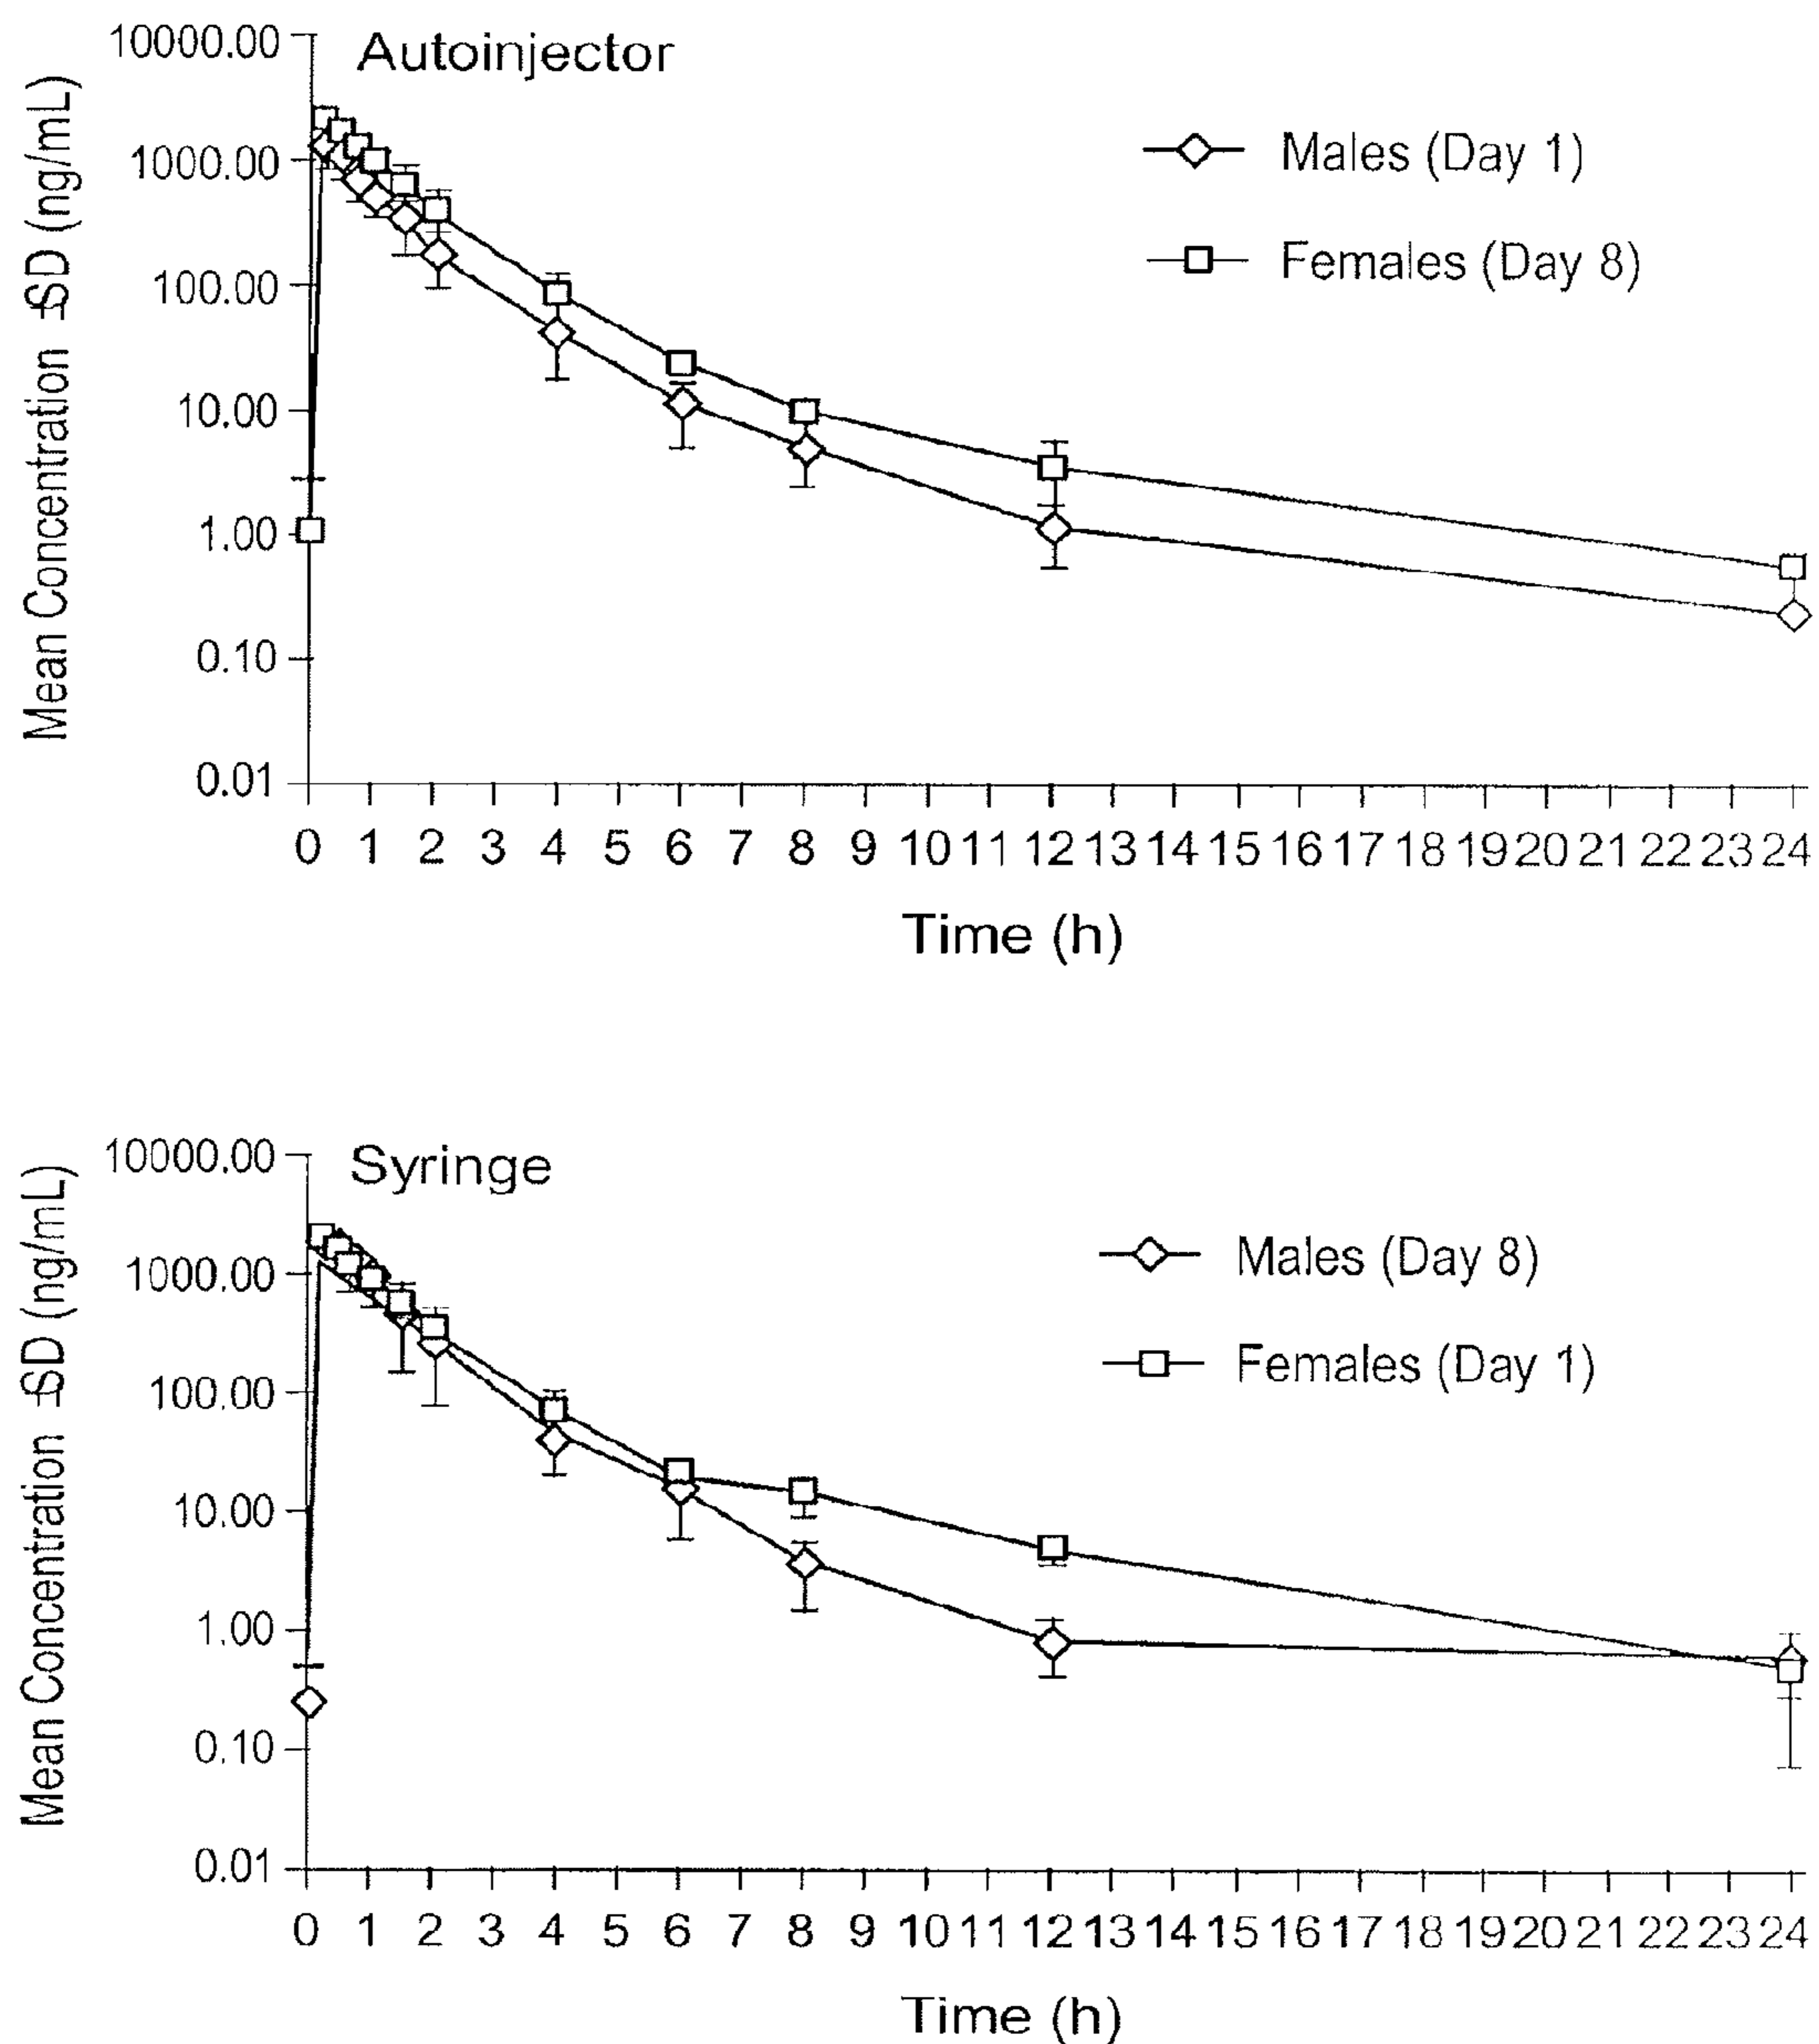 Autoinjector
10000.00
1000.00
100.00
10.00
1.00
0.10
0.01
Mean Concentration ±SD (ng/mL)
Males (Day 1)
Females (Day 8)
0 1 2 3 4 5 6 7 8 9 10 11 12 13 14 15 16 17 18 19 20 21 22 23 24
Time (h)
Syringe
10000.00
1000.00
100.00
10.00
1.00
0.10
0.01
Mean Concentration ±SD (ng/mL)
Males (Day 8)
Females (Day 1)
0 1 2 3 4 5 6 7 8 9 10 11 12 13 14 15 16 17 18 19 20 21 22 23 24
Time (h)